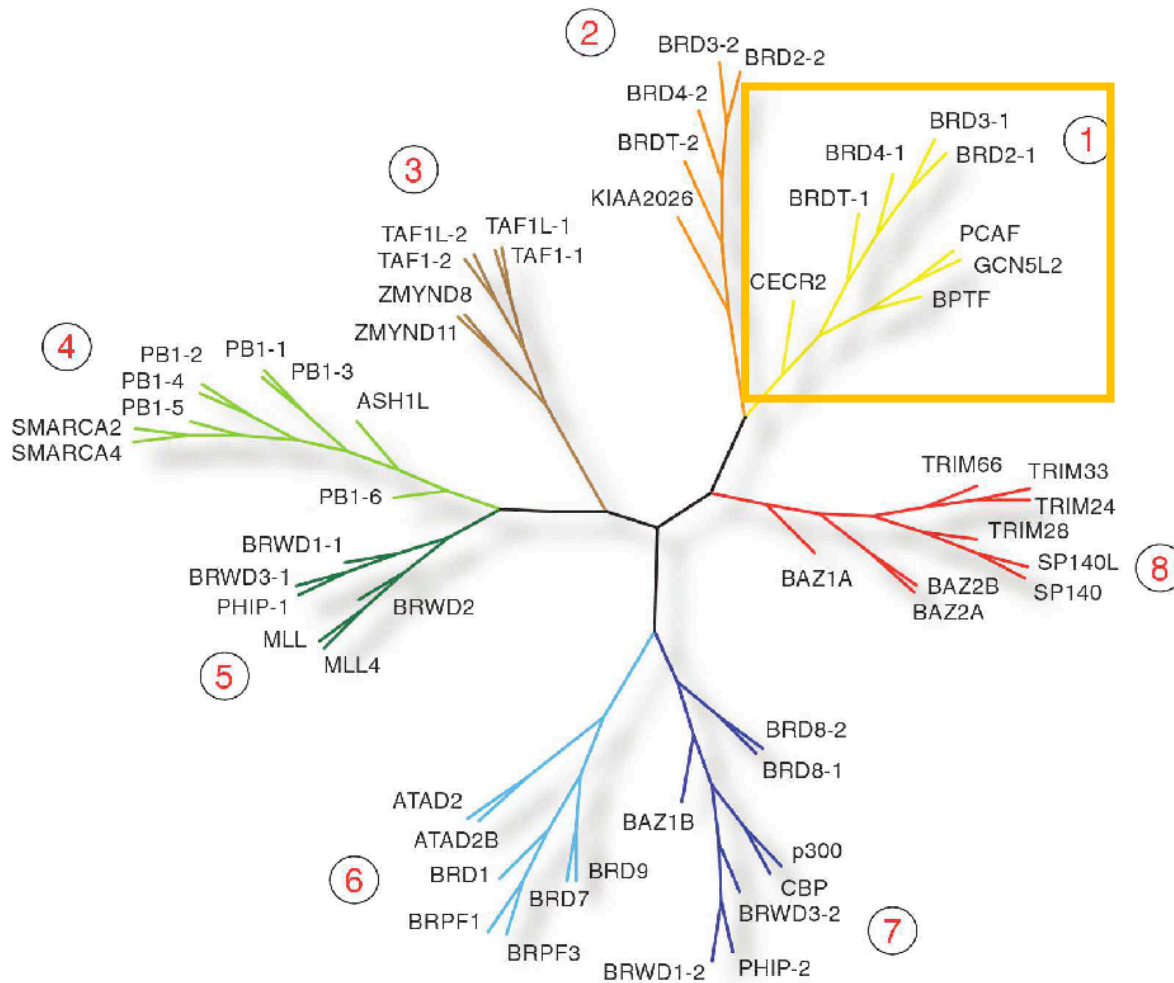 2
BRD3-2
BRD2-2
BRD4-2
BRDT-2
KIAA2026
1
BRD3-1
BRD2-1
BRD4-1
BRDT-1
PCAF
GCN5L2
BPTF
CECR2
3
TAF1L-2
TAF1L-1
TAF1-2
TAF1-1
ZMYND8
ZMYND11
4
PB1-2
PB1-1
PB1-4
PB1-3
PB1-5
ASH1L
SMARCA2
SMARCA4
PB1-6
BRWD1-1
BRWD3-1
PHIP-1
BRWD2
MLL
MLL4
5
TRIM66
TRIM33
TRIM24
TRIM28
SP140L
SP140
8
BAZ1A
BAZ2B
BAZ2A
ATAD2
ATAD2B
BRD1
BRD9
BRD7
BRPF1
BRPF3
6
BRD8-2
BRD8-1
BAZ1B
p300
CBP
BRWD3-2
PHIP-2
BRWD1-2
7